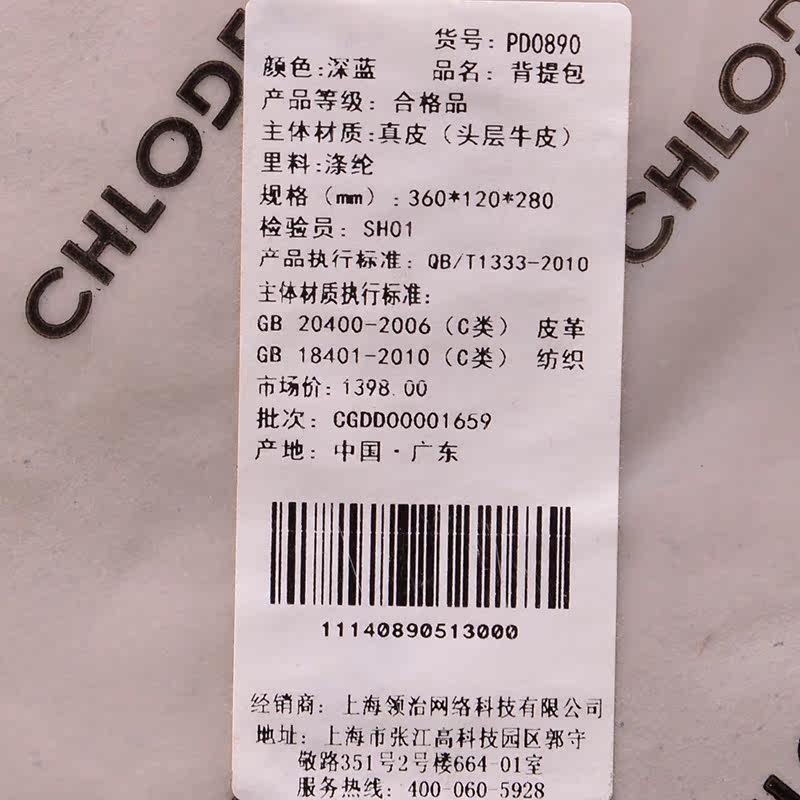 货号: PD0890
颜色:深蓝 品名: 背提包
产品等级: 合格品
主体材质:真皮（头层牛皮）
里料:涤纶
规格（mm）:360*120*280
检验员: SH01
产品执行标准: QB/T1333-2010
主体材质执行标准:
GB 20400-2006（C类） 皮革
GB 18401-2010（C类） 纺织
市场价: 1398.00
批次: CGDD00001659
产地: 中国·广东
11140890513000
经销商: 上海领治网络科技有限公司
地址: 上海市张江高科技园区郭守
敬路351号2号楼664-01室
服务热线: 400-060-5928